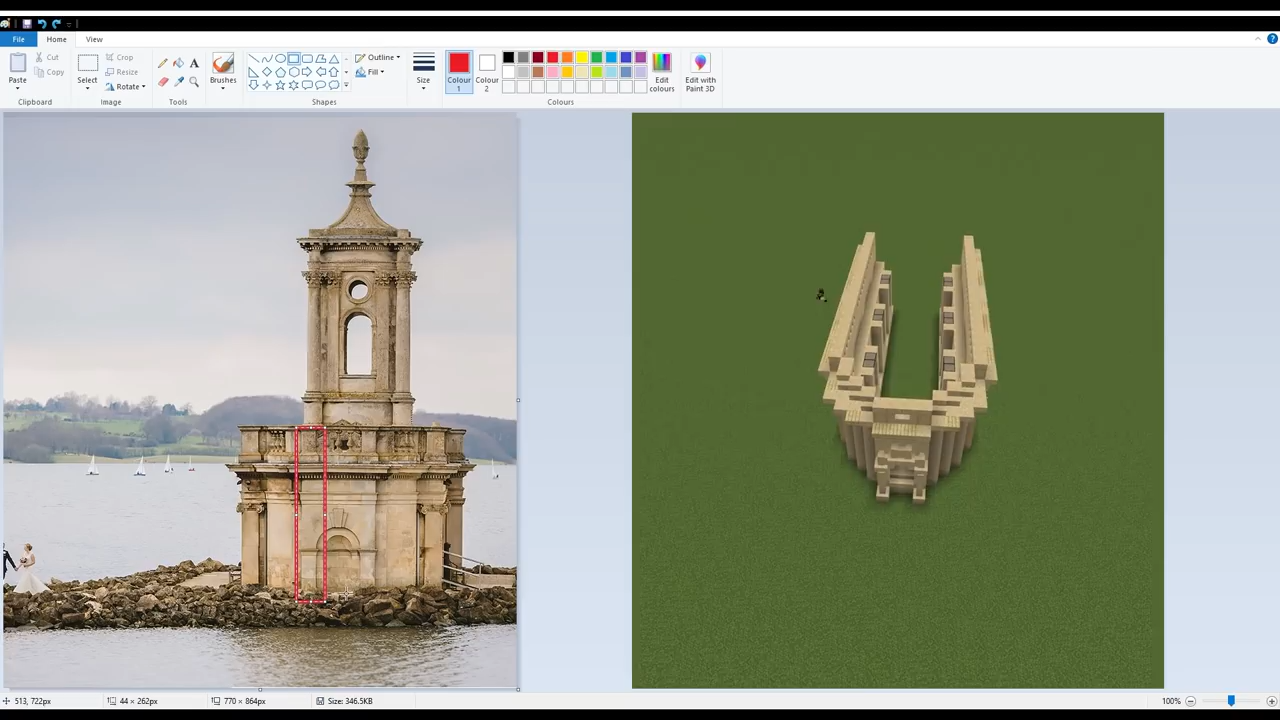 File Home View
Paste
Cut
Copy
Clipboard
Select
Crop
Resize
Rotate
Image
Tools
Brushes
Outline
Fill
Shapes
Size
Colour 1
Colour 2
Edit colours
Edit with Paint 3D
Colours
513, 722px 44 × 262px 770 × 864px Size: 346.5KB 100%